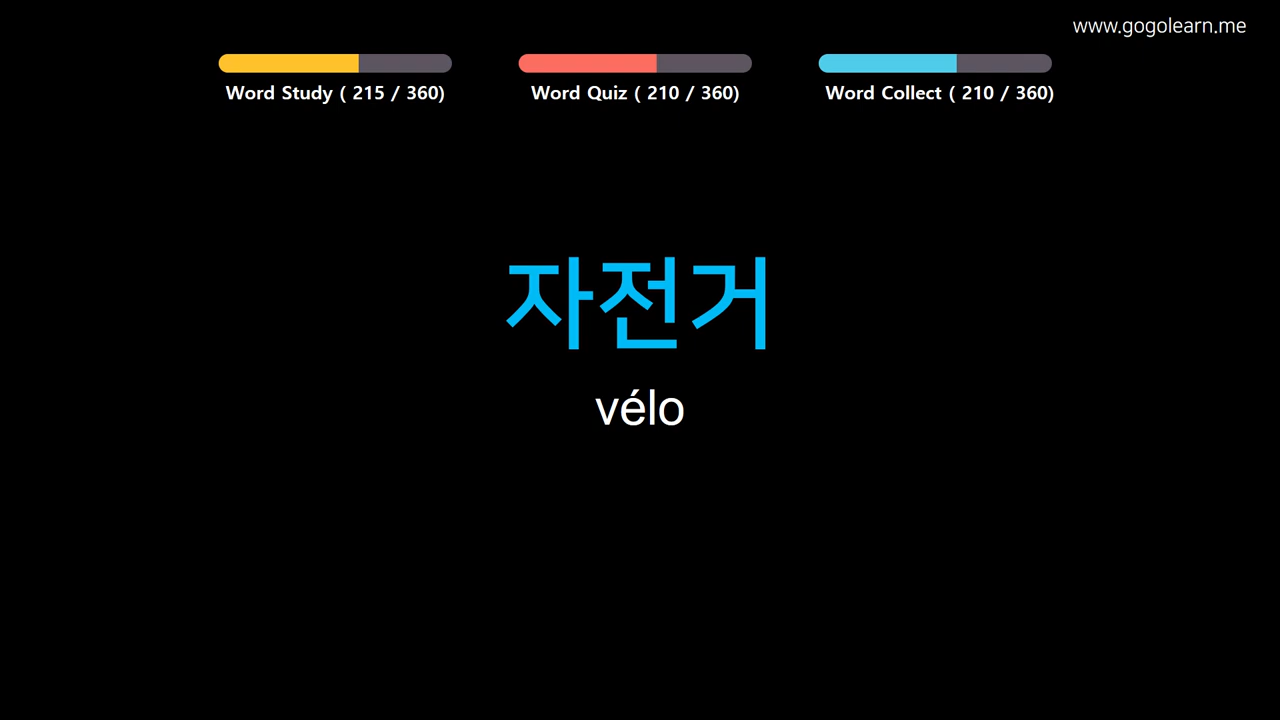 www.gogolearn.me
Word Study ( 215 / 360)
Word Quiz ( 210 / 360)
Word Collect ( 210 / 360)
자전거
vélo